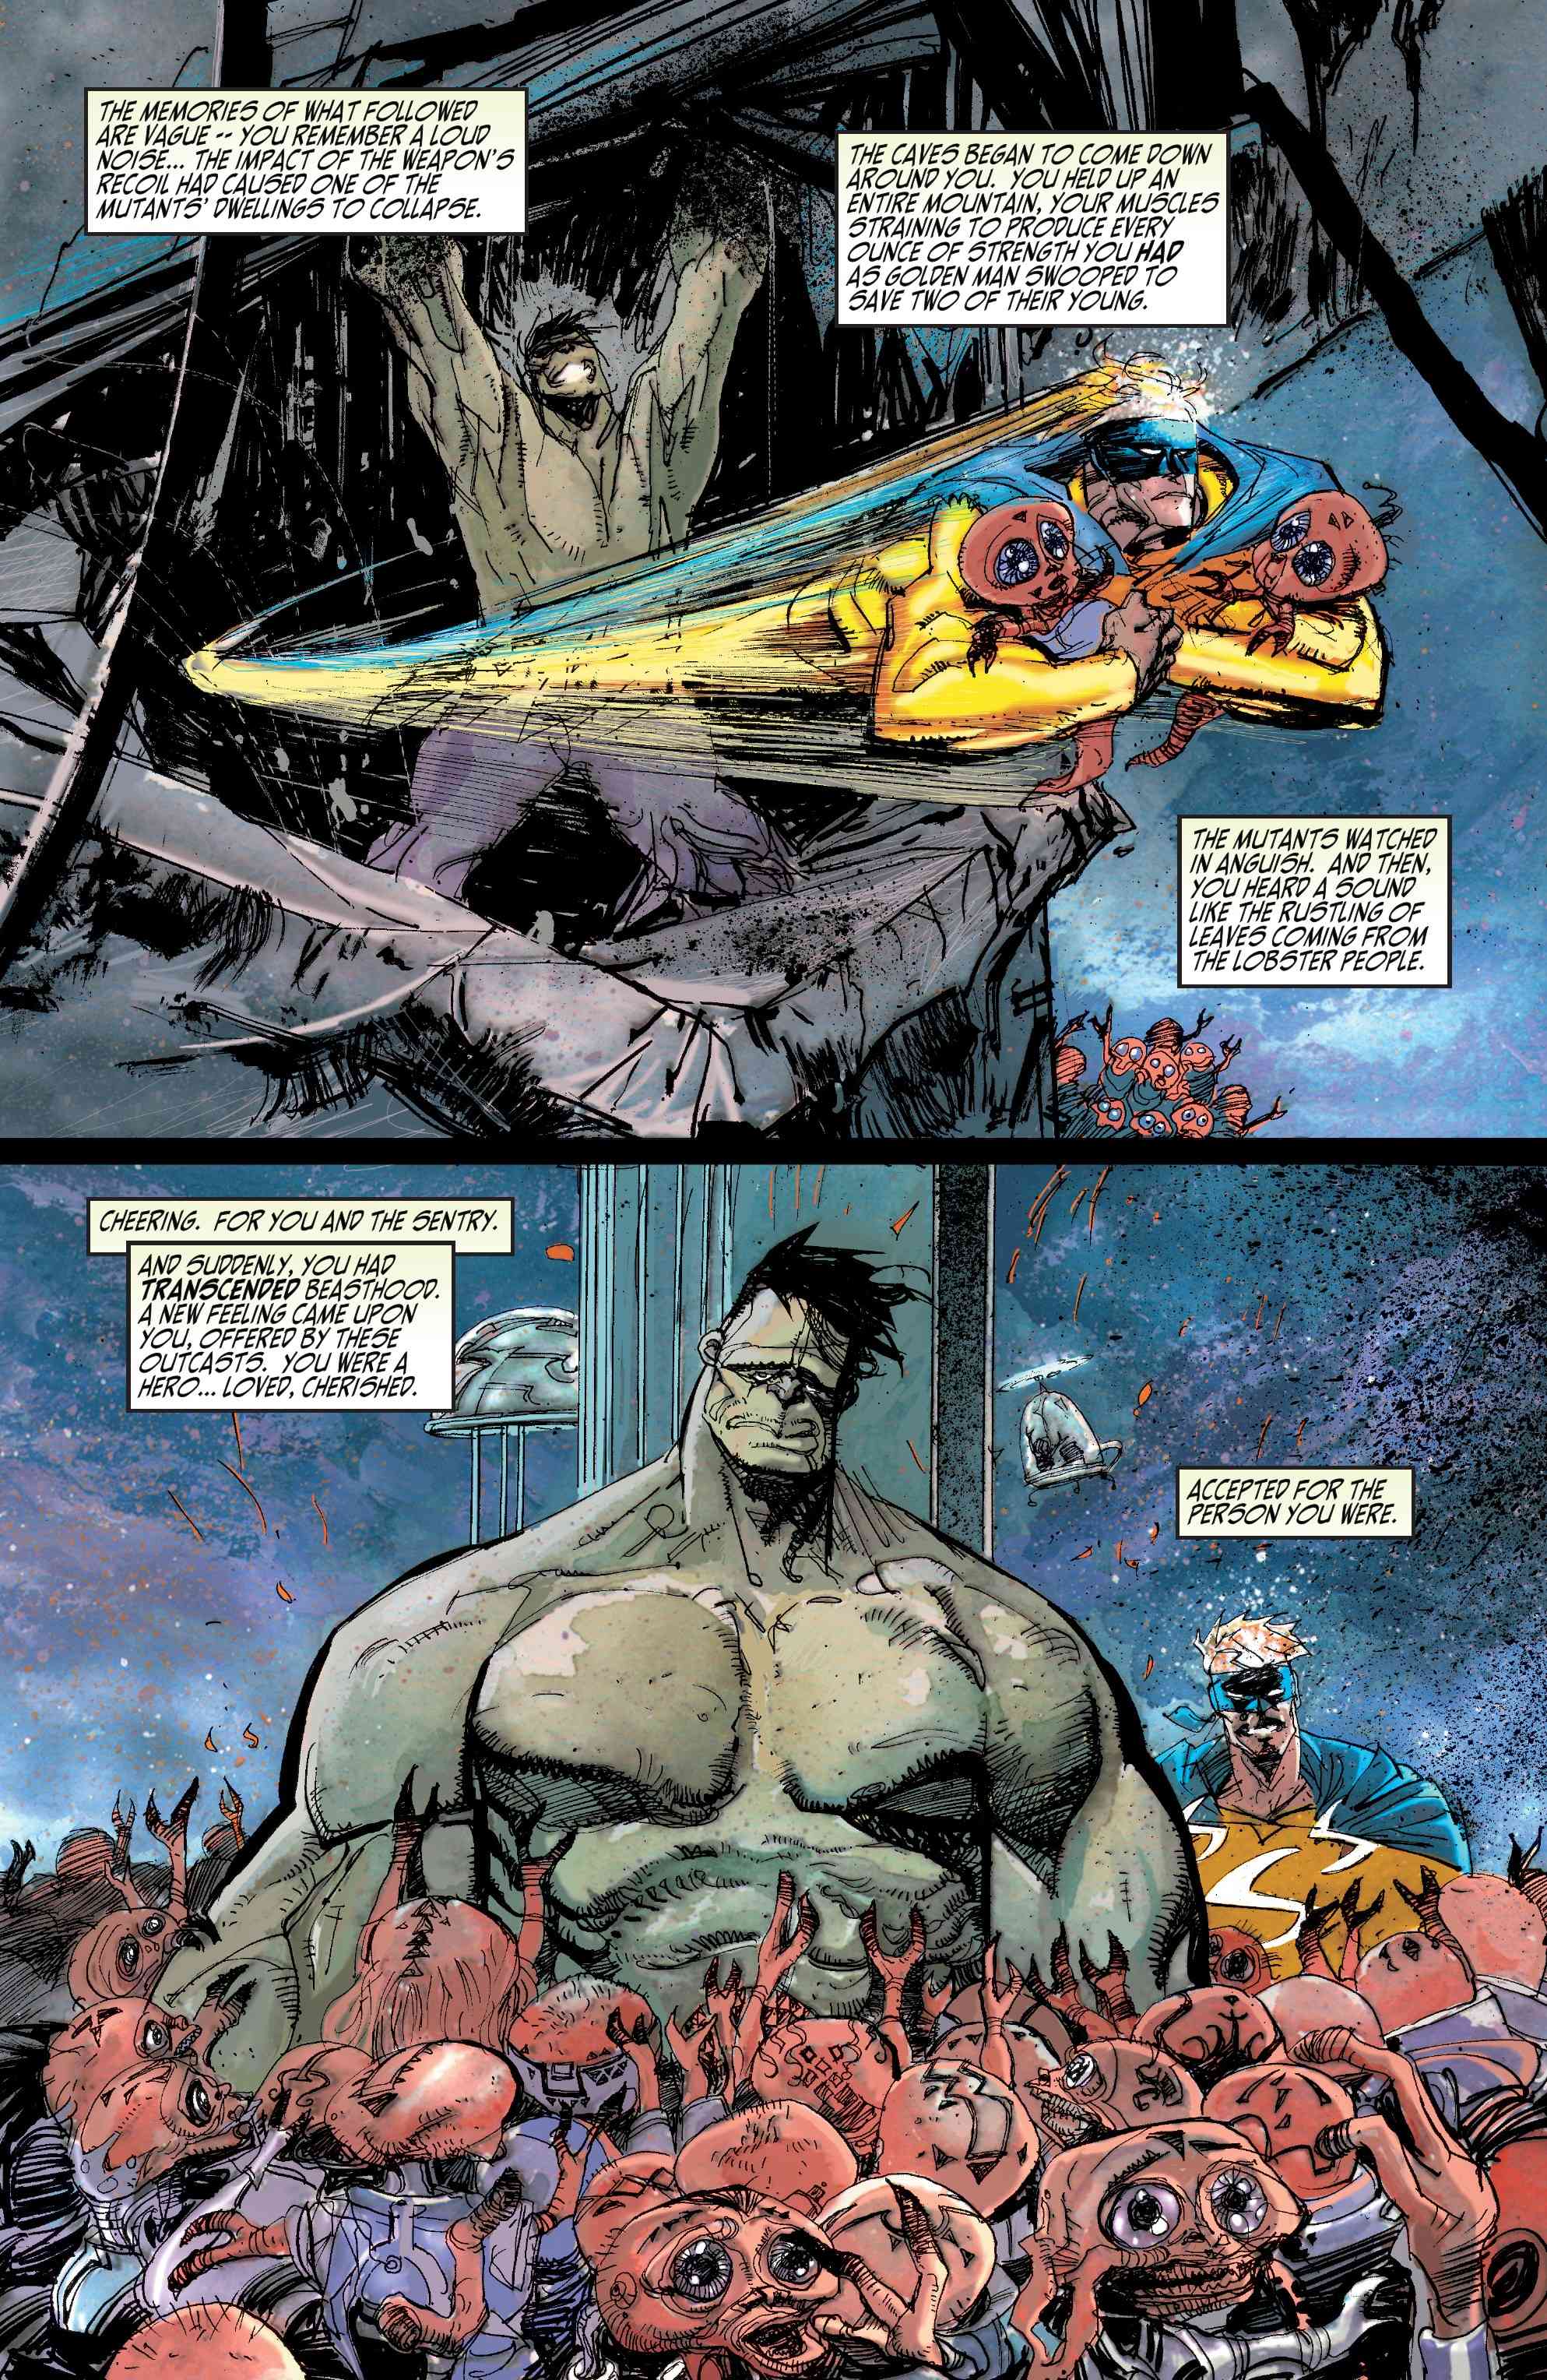 THE MEMORIES OF WHAT FOLLOWED
ARE VAGUE -- YOU REMEMBER A LOUD
NOISE... THE IMPACT OF THE WEAPON'S
RECOIL HAD CAUSED ONE OF THE
MUTANTS' DWELLINGS TO COLLAPSE.
THE CAVES BEGAN TO COME DOWN
AROUND YOU. YOU HELD UP AN
ENTIRE MOUNTAIN, YOUR MUSCLES
STRAINING TO PRODUCE EVERY
OUNCE OF STRENGTH YOU HAD
AS GOLDEN MAN SWOOPED TO
SAVE TWO OF THEIR YOUNG.
THE MUTANTS WATCHED
IN ANGUISH. AND THEN,
YOU HEARD A SOUND
LIKE THE RUSTLING OF
LEAVES COMING FROM
THE LOBSTER PEOPLE.
CHEERING. FOR YOU AND THE SENTRY.
AND SUDDENLY, YOU HAD
TRANSCENDED BEASTHOOD.
A NEW FEELING CAME UPON
YOU, OFFERED BY THESE
OUTCASTS. YOU WERE A
HERO... LOVED, CHERISHED.
ACCEPTED FOR THE
PERSON YOU WERE.